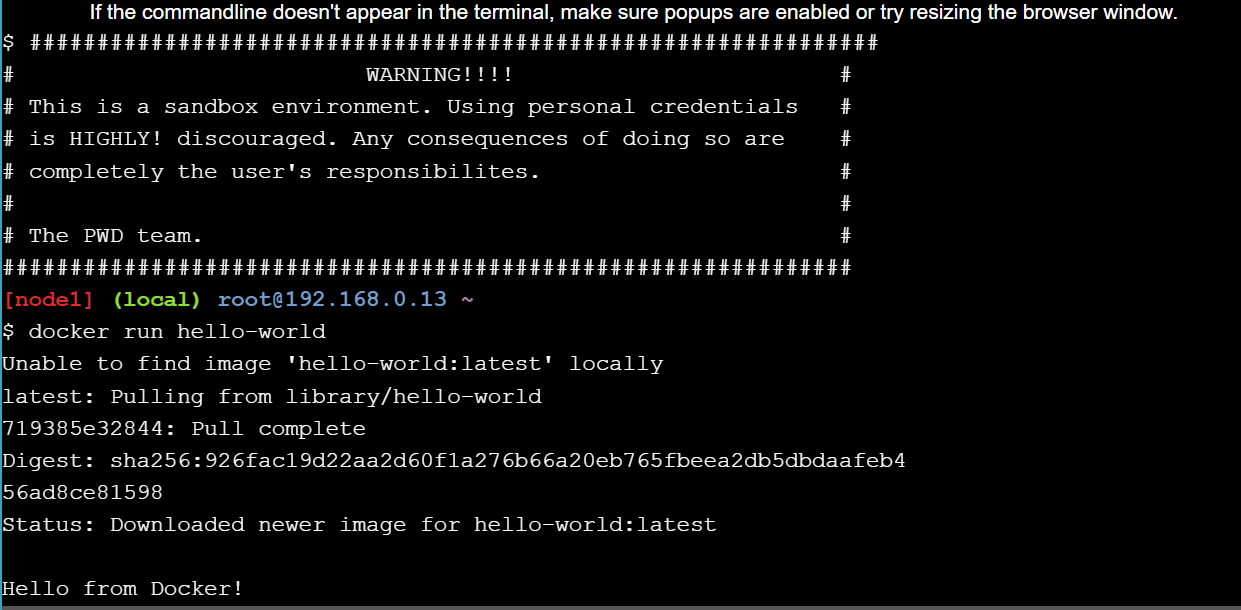 If the commandline doesn't appear in the terminal, make sure popups are enabled or try resizing the browser window.
$ ###############################################################
#                          WARNING!!!!                        #
# This is a sandbox environment. Using personal credentials   #
# is HIGHLY! discouraged. Any consequences of doing so are    #
# completely the user's responsibilites.                      #
#                                                             #
# The PWD team.                                               #
###############################################################
[node1] (local) root@192.168.0.13 ~
$ docker run hello-world
Unable to find image 'hello-world:latest' locally
latest: Pulling from library/hello-world
719385e32844: Pull complete
Digest: sha256:926fac19d22aa2d60f1a276b66a20eb765fbeea2db5dbdaafeb4
56ad8ce81598
Status: Downloaded newer image for hello-world:latest

Hello from Docker!